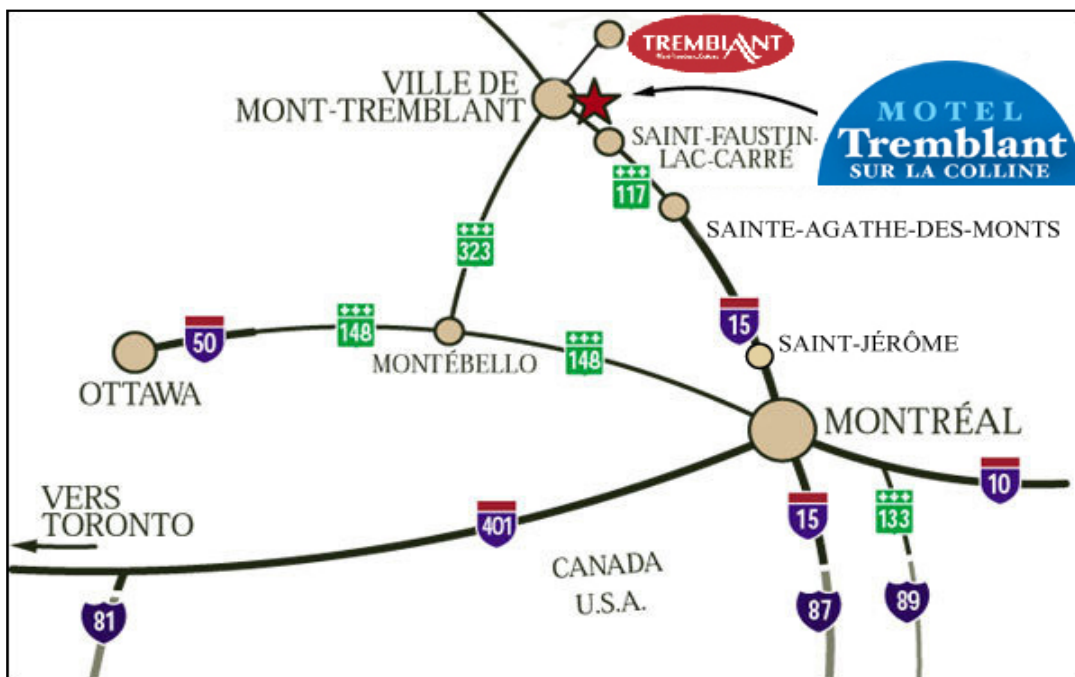 TREMBLANT
VILLE DE
MONT-TREMBLANT
MOTEL
Tremblant
SUR LA COLLINE
SAINT-FAUSTIN-
LAC-CARRÉ
117
SAINTE-AGATHE-DES-MONTS
323
15
50
148
148
SAINT-JÉRÔME
MONTÉBELLO
OTTAWA
MONTRÉAL
10
VERS
TORONTO
401
15
133
CANADA
U.S.A.
81
87
89